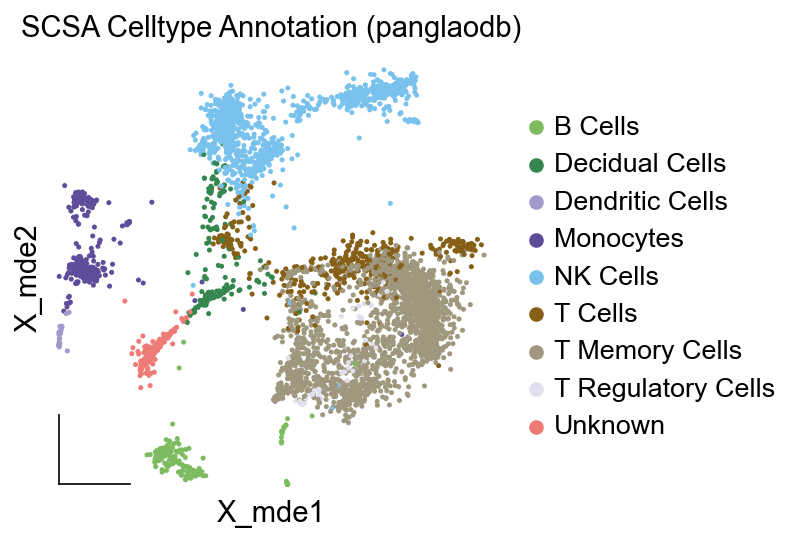 SCSA Celltype Annotation (panglaodb)
B Cells
Decidual Cells
Dendritic Cells
Monocytes
NK Cells
T Cells
T Memory Cells
T Regulatory Cells
Unknown
X_mde2
X_mde1